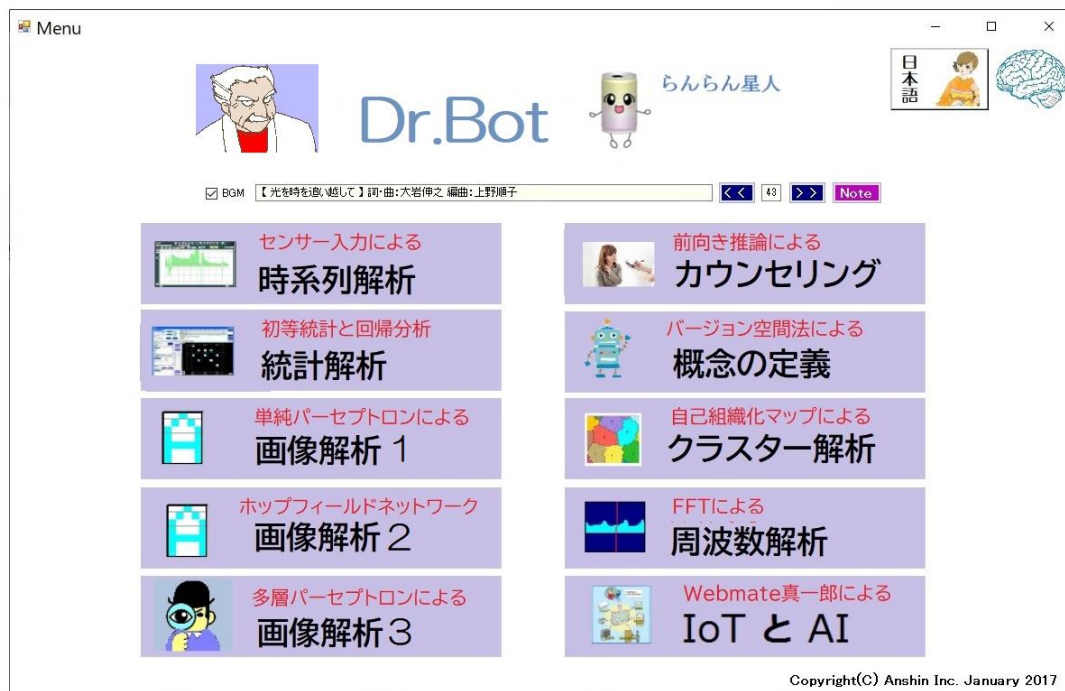 Menu
日本語
Dr.Bot
らんらん星人
BGM
【光を時を追い越して】詞・曲:大岩伸之 編曲:上野順子
<<
43
>>
Note
センサー入力による
時系列解析
前向き推論による
カウンセリング
初等統計と回帰分析
統計解析
バージョン空間法による
概念の定義
単純パーセプトロンによる
画像解析1
自己組織化マップによる
クラスター解析
ホップフィールドネットワーク
画像解析2
FFTによる
周波数解析
多層パーセプトロンによる
画像解析3
Webmate真一郎による
IoT と AI
Copyright(C) Anshin Inc. January 2017